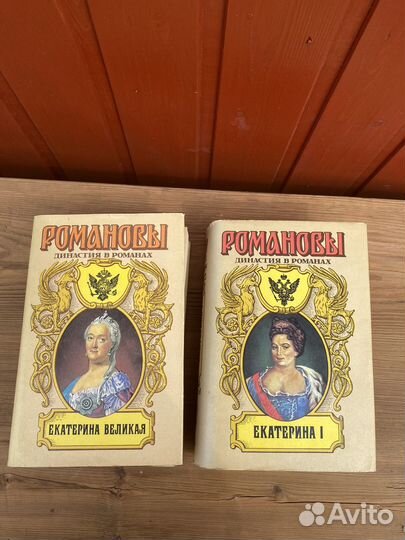 РОМАНОВЫ
ДИНАСТИЯ В РОМАНАХ
ЕКАТЕРИНА ВЕЛИКАЯ
РОМАНОВЫ
ДИНАСТИЯ В РОМАНАХ
ЕКАТЕРИНА I
Avito